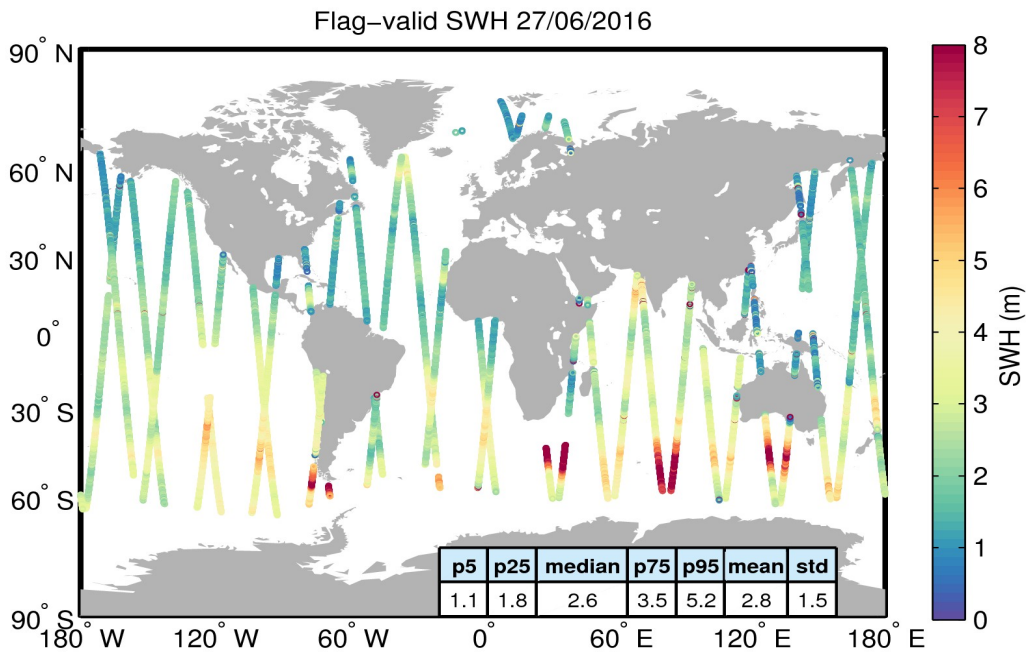 Flag−valid SWH 27/06/2016
90° N
60° N
30° N
0°
30° S
60° S
90° S
180° W
120° W
60° W
0°
60° E
120° E
180° E
p5 p25 median p75 p95 mean std
1.1 1.8 2.6 3.5 5.2 2.8 1.5
8
7
6
5
4
3
2
1
0
SWH (m)